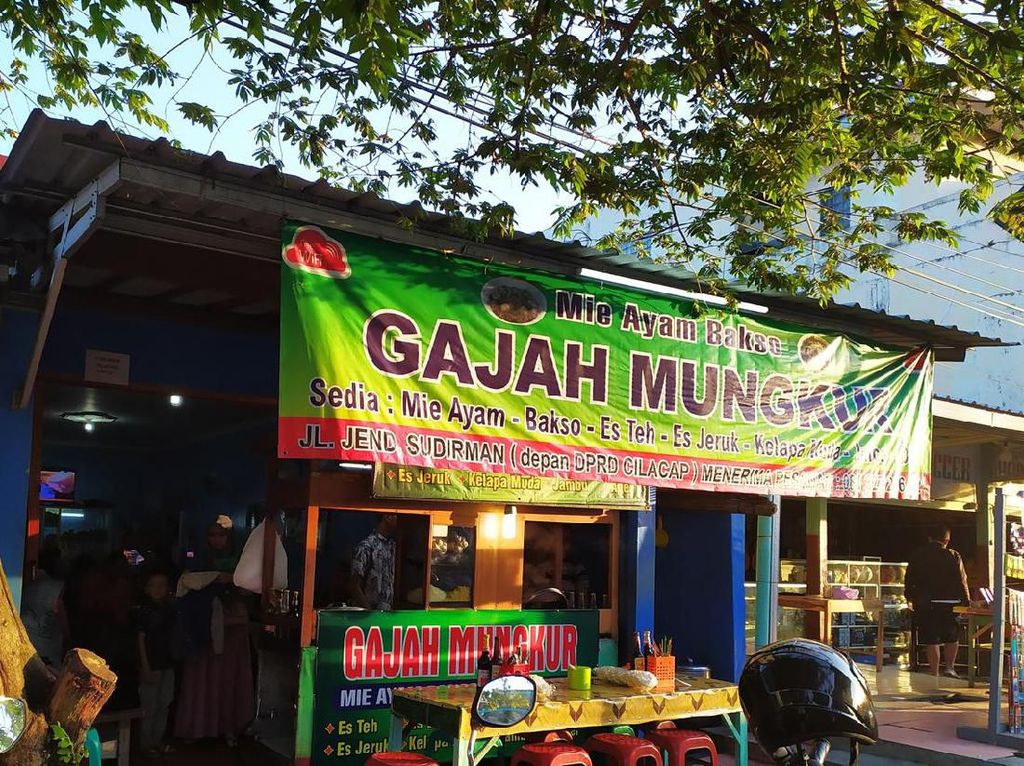 Mie Ayam Bakso
GAJAH MUNGKUR
Sedia : Mie Ayam - Bakso - Es Teh - Es Jeruk - Kelapa Muda -
JL. JEND. SUDIRMAN ( depan DPRD CILACAP ) MENERIMA
Es Jeruk Kelapa Muda Jambu
GAJAH MUNGKUR
MIE
Es Teh
Es Jeruk